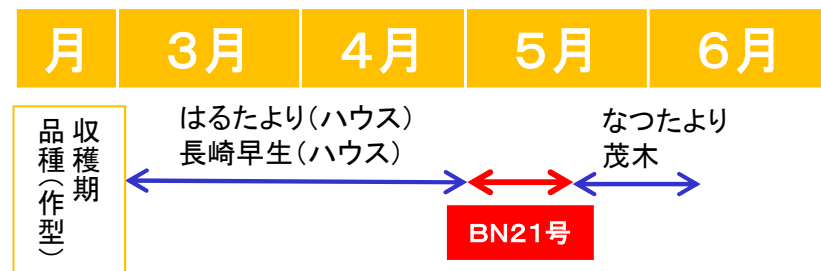 月 3月 4月 5月 6月
収穫期
品種(作型)
はるたより(ハウス)
長崎早生(ハウス)
なつたより
茂木
BN21号